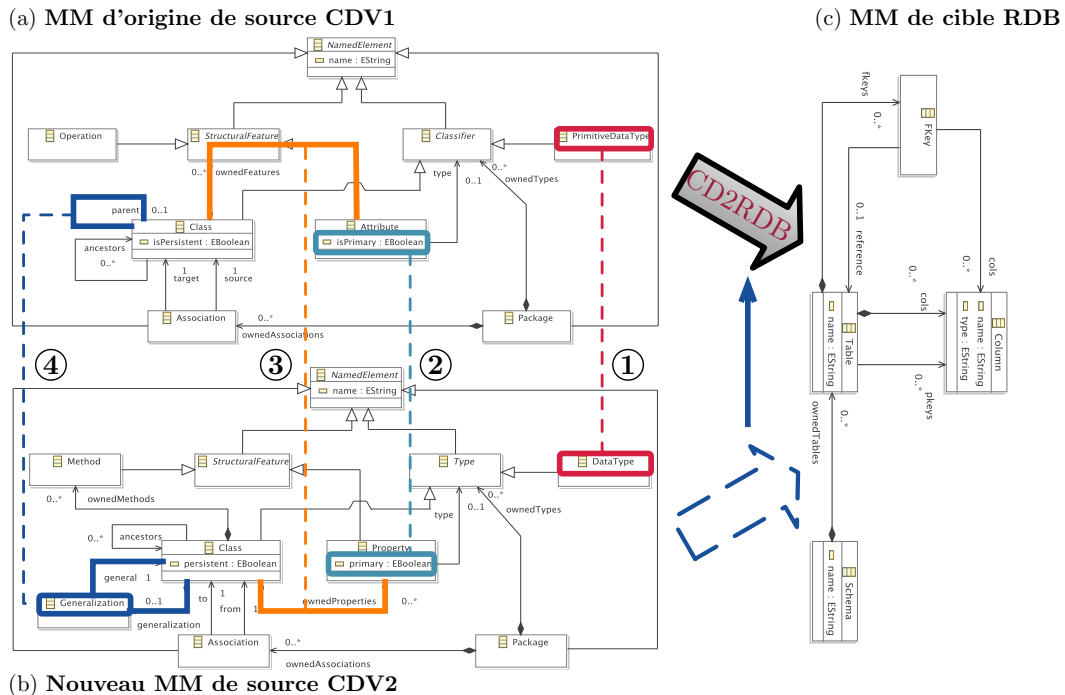 (a) MM d'origine de source CDV1
NamedElement
name : EString
Operation
StructuralFeature
Classifier
PrimitiveDataType
0..* ownedFeatures
type
0..1
0..*
ownedTypes
parent
0..1
Class
isPersistent : EBoolean
ancestors
0..*
Attribute
isPrimary : EBoolean
1
target
1
source
Association
0..*
ownedAssociations
Package
④
③
②
①
NamedElement
name : EString
Method
StructuralFeature
Type
DataType
0..*
ownedMethods
type
0..1
0..*
ownedTypes
ancestors
0..*
Class
persistent : EBoolean
Property
primary : EBoolean
general
1
Generalization
0..1
generalization
to
1
from
1
ownedProperties
0..*
Association
0..*
ownedAssociations
Package
(b) Nouveau MM de source CDV2
CD2RDB
(c) MM de cible RDB
fkeys
0..*
FKey
0..1
reference
cols
0..*
0..*
cols
Table
name : EString
Column
name : EString
type : EString
0..*
pkeys
ownedTables
0..*
Schema
name : EString